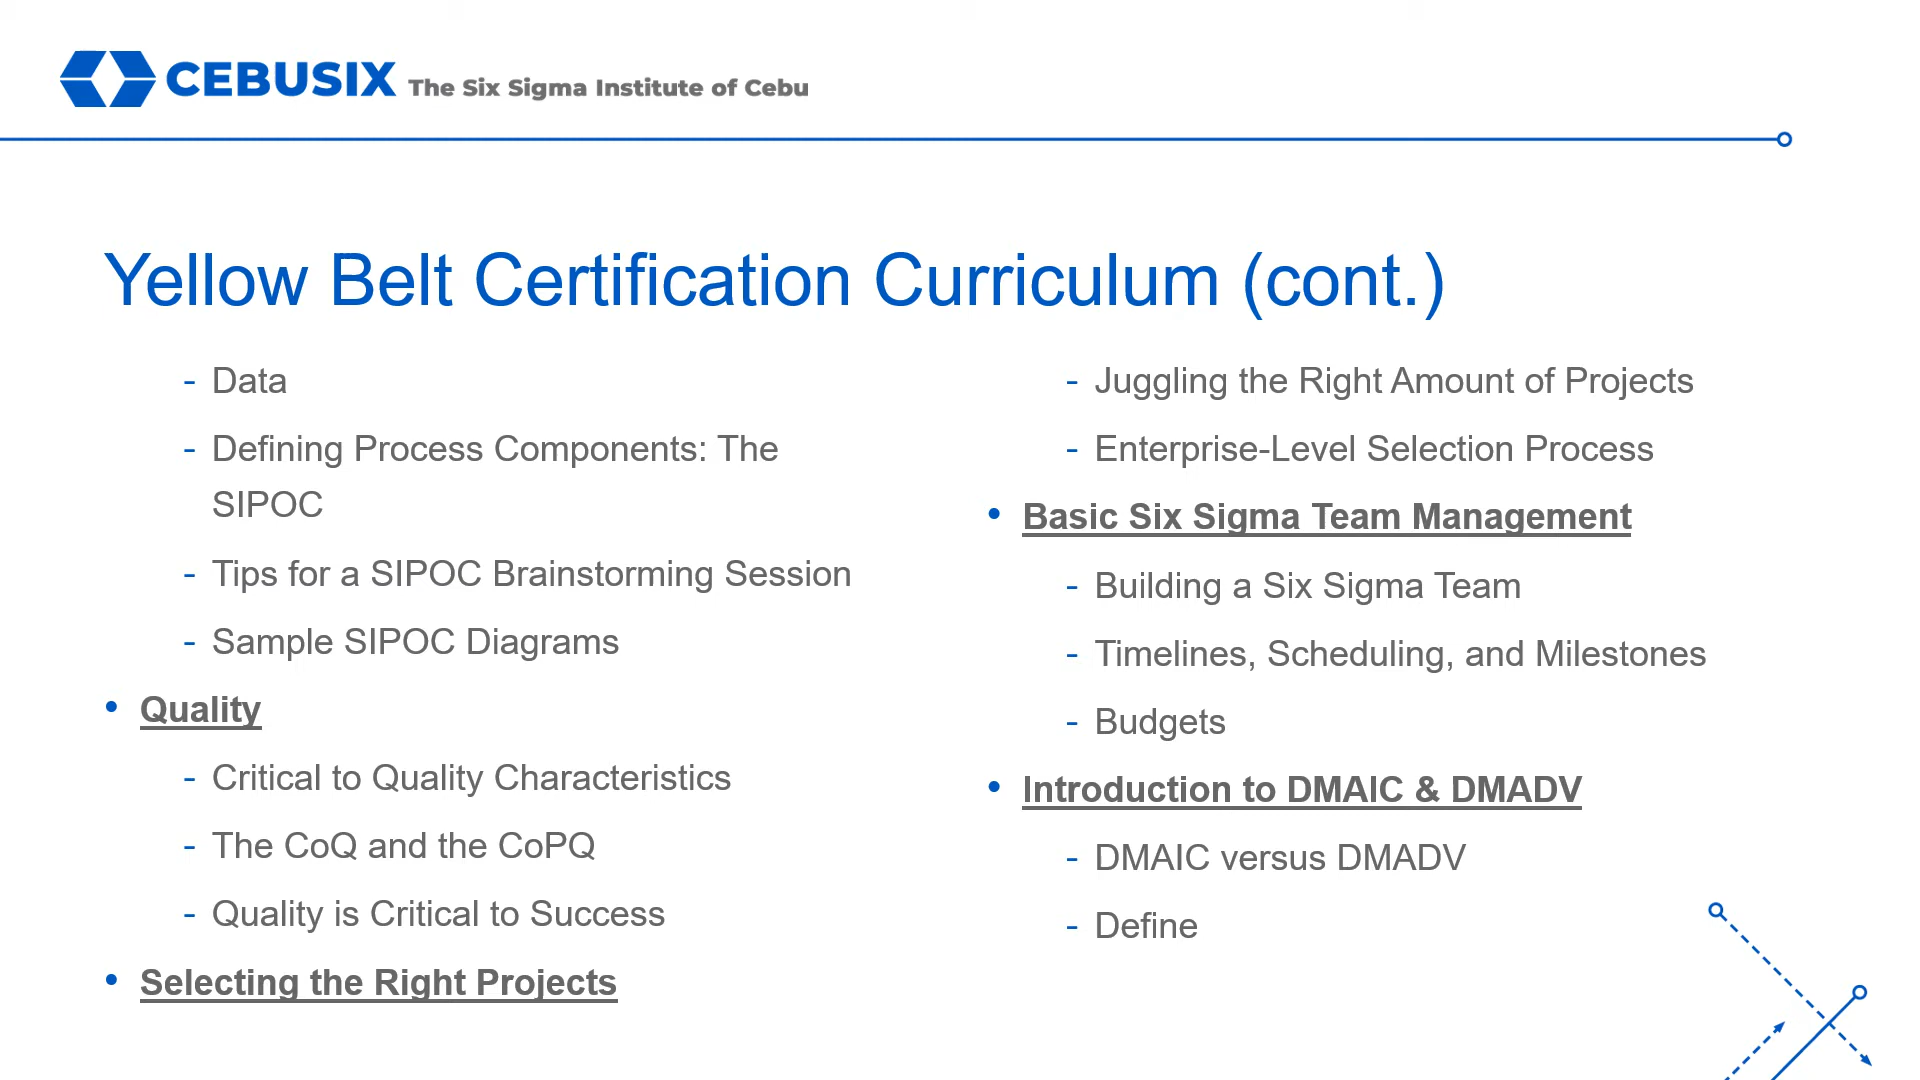 CEBUSIX The Six Sigma Institute of Cebu
Yellow Belt Certification Curriculum (cont.)
- Data
- Defining Process Components: The
SIPOC
- Tips for a SIPOC Brainstorming Session
- Sample SIPOC Diagrams
• Quality
- Critical to Quality Characteristics
- The CoQ and the CoPQ
- Quality is Critical to Success
• Selecting the Right Projects
- Juggling the Right Amount of Projects
- Enterprise-Level Selection Process
• Basic Six Sigma Team Management
- Building a Six Sigma Team
- Timelines, Scheduling, and Milestones
- Budgets
• Introduction to DMAIC & DMADV
- DMAIC versus DMADV
- Define